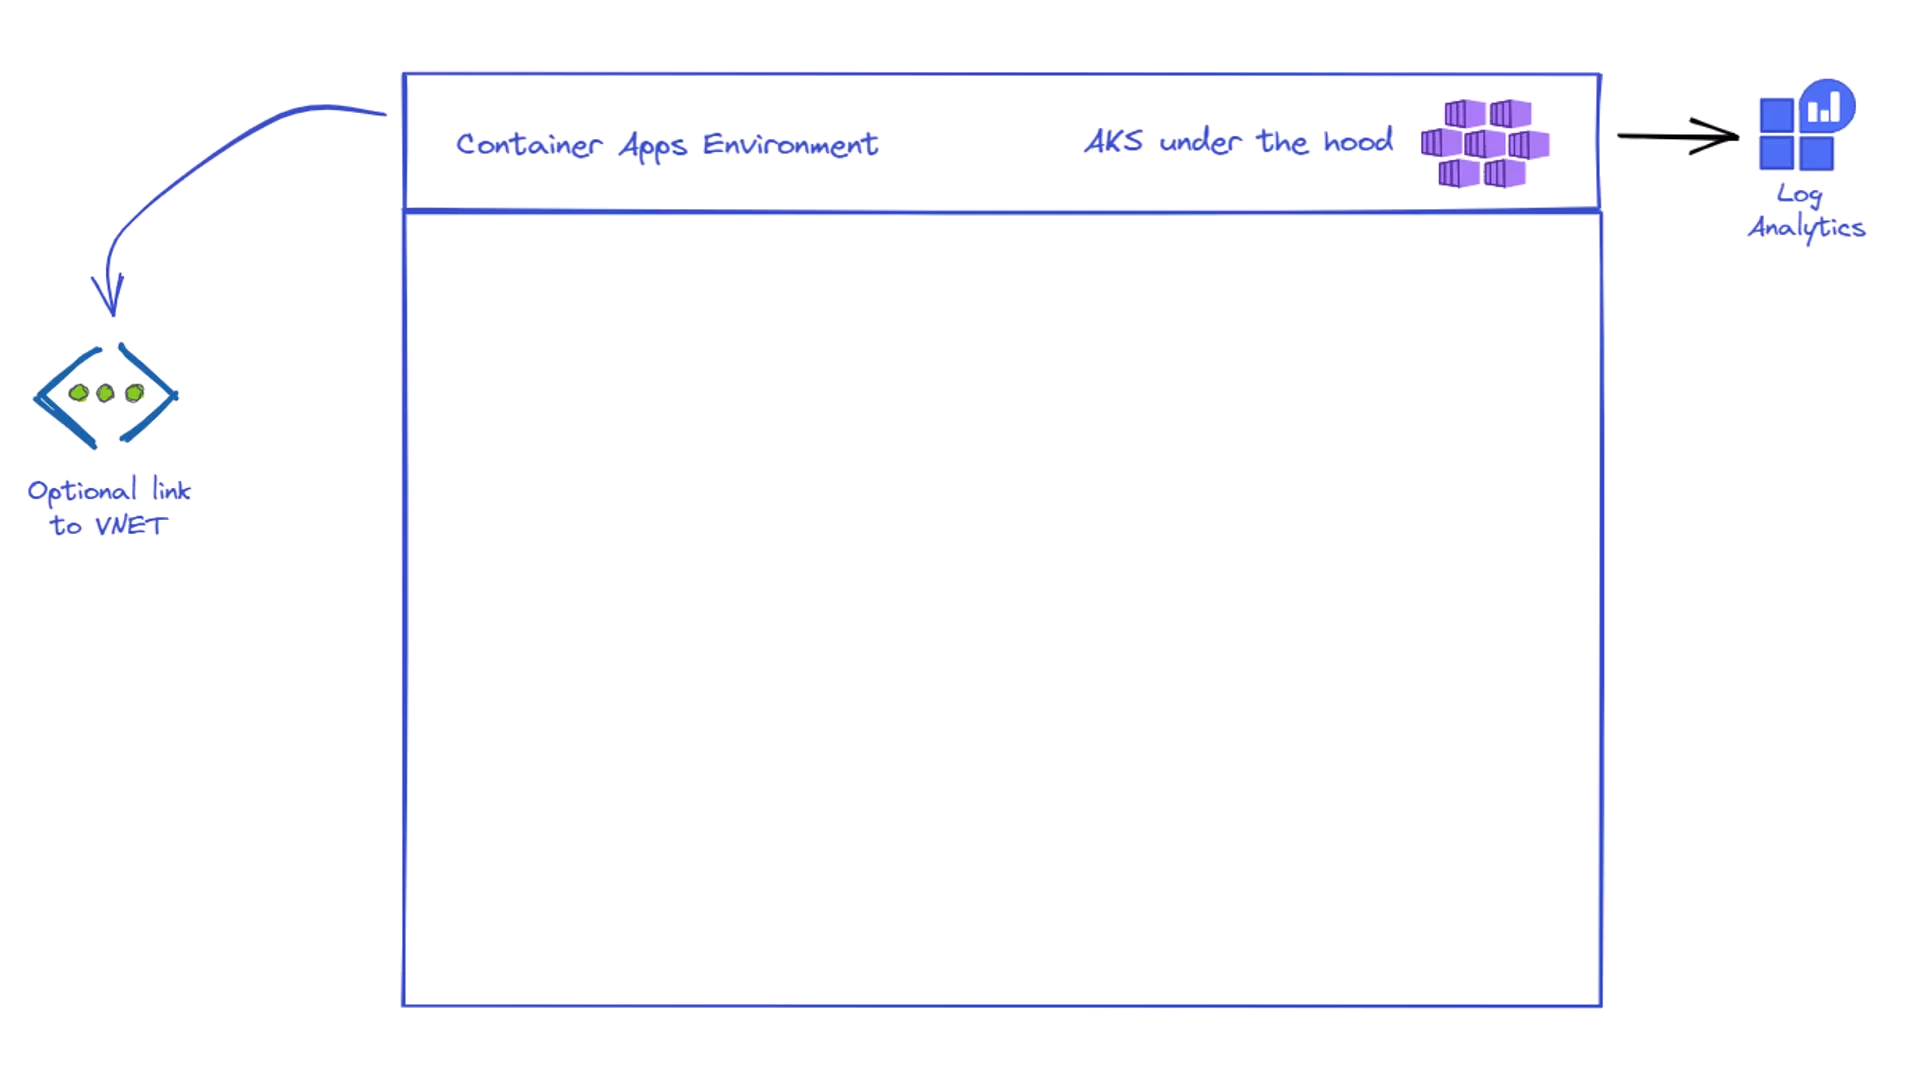 Container Apps Environment
AKS under the hood
Log
Analytics
Optional link
to VNET